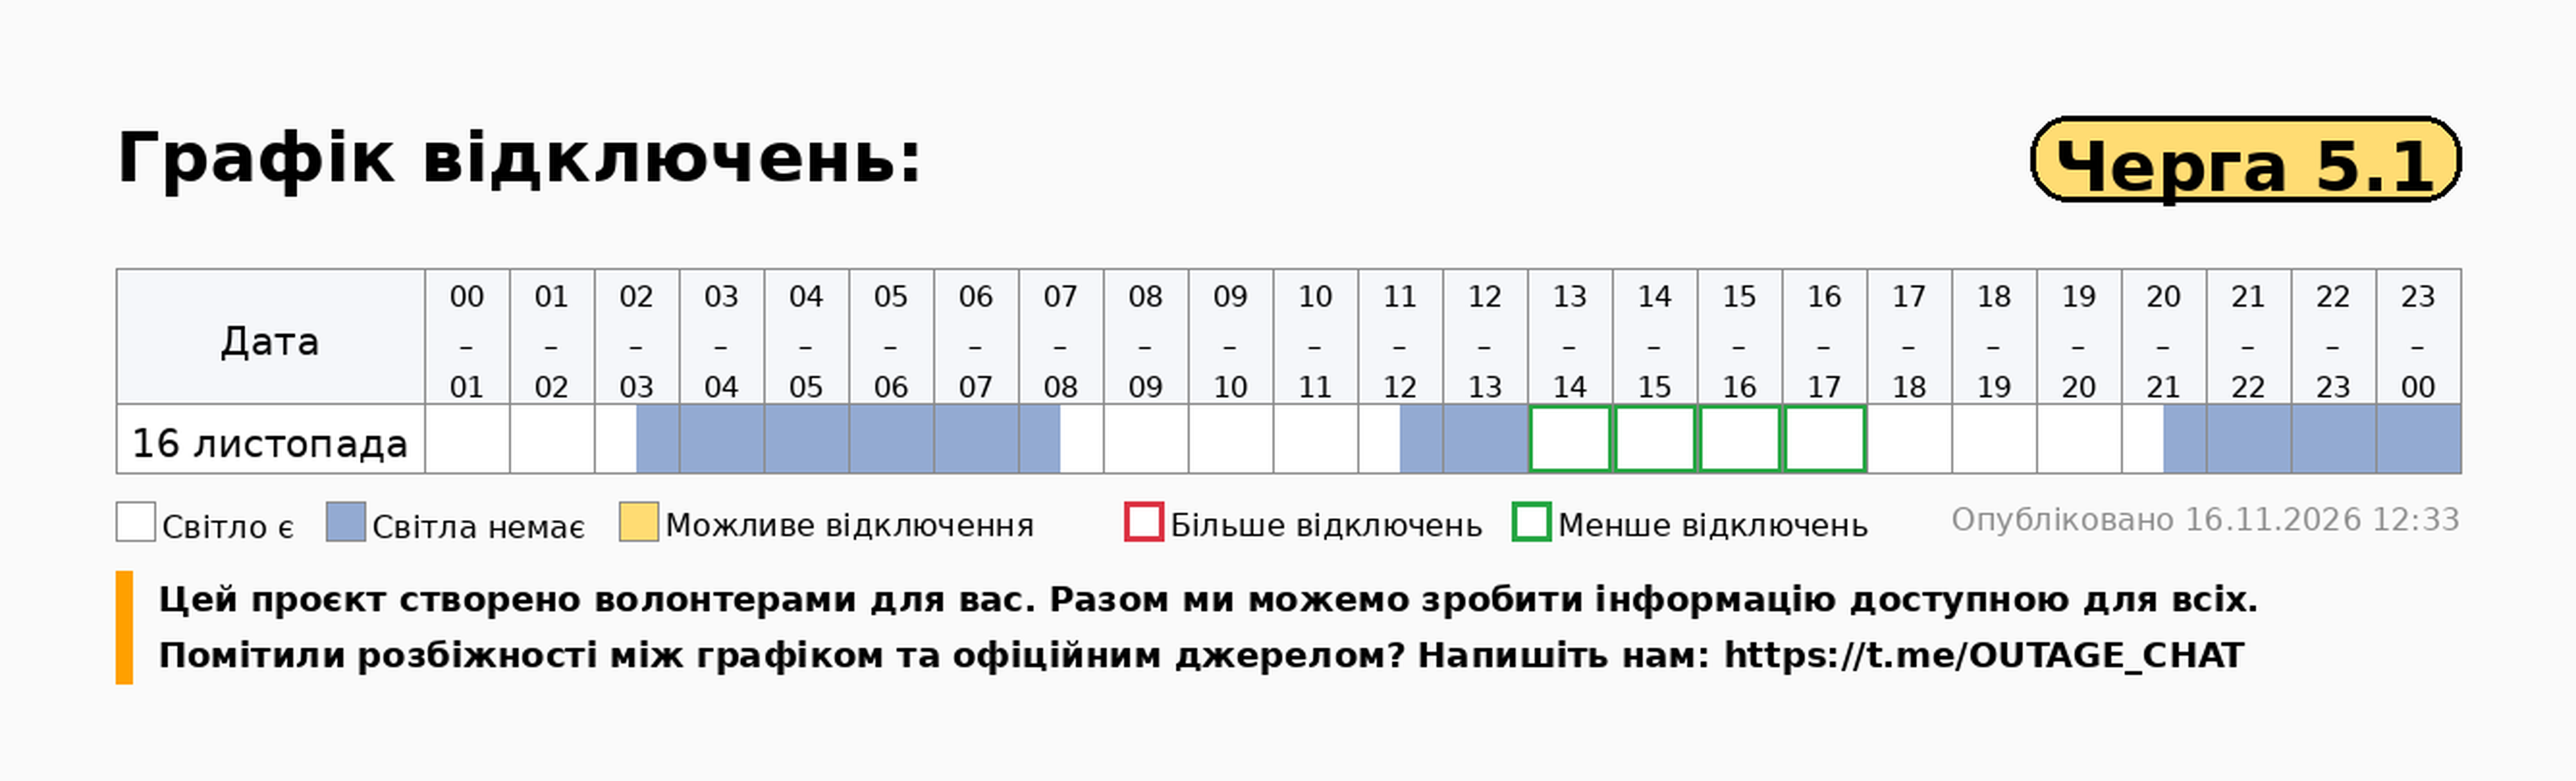 Графік відключень:
Черга 5.1
Дата
00 – 01
01 – 02
02 – 03
03 – 04
04 – 05
05 – 06
06 – 07
07 – 08
08 – 09
09 – 10
10 – 11
11 – 12
12 – 13
13 – 14
14 – 15
15 – 16
16 – 17
17 – 18
18 – 19
19 – 20
20 – 21
21 – 22
22 – 23
23 – 00
16 листопада
Світло є
Світла немає
Можливе відключення
Більше відключень
Менше відключень
Опубліковано 16.11.2026 12:33
Цей проєкт створено волонтерами для вас. Разом ми можемо зробити інформацію доступною для всіх.
Помітили розбіжності між графіком та офіційним джерелом? Напишіть нам: https://t.me/OUTAGE_CHAT